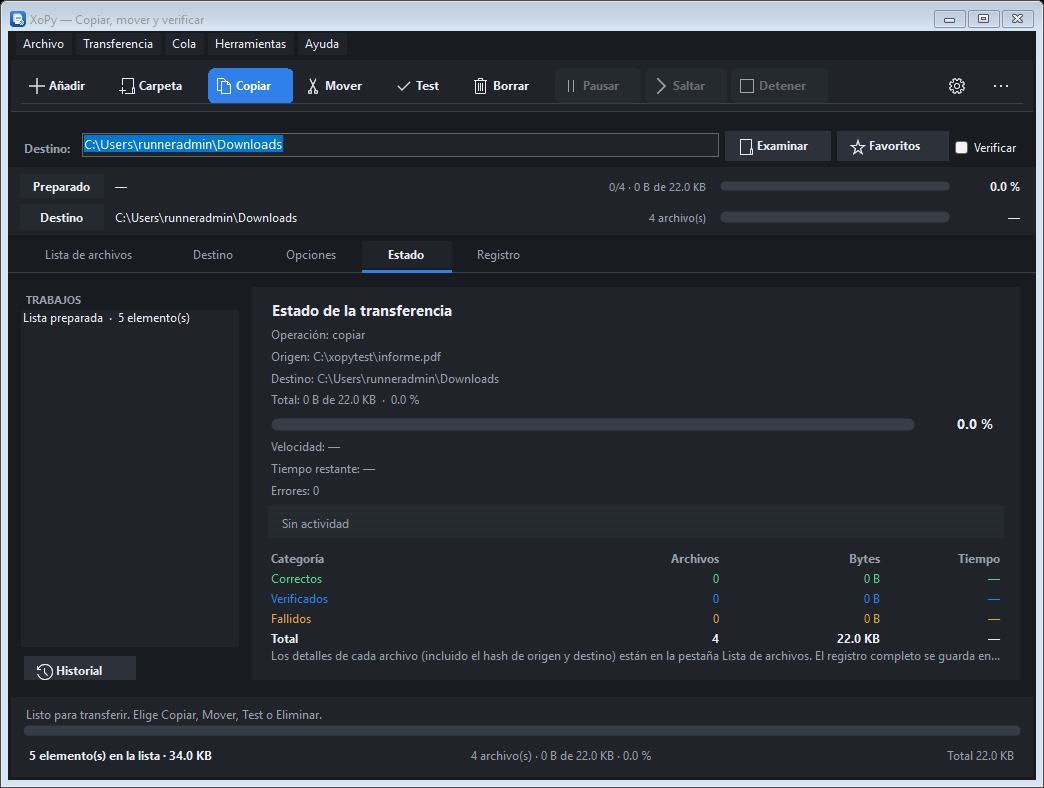 XoPy — Copiar, mover y verificar
Archivo Transferencia Cola Herramientas Ayuda
Añadir Carpeta Copiar Mover Test Borrar Pausar Saltar Detener ...
Destino: C:\Users\runneradmin\Downloads Examinar Favoritos Verificar
Preparado — 0/4 · 0 B de 22.0 KB 0.0 %
Destino C:\Users\runneradmin\Downloads 4 archivo(s) —
Lista de archivos Destino Opciones Estado Registro
TRABAJOS
Lista preparada · 5 elemento(s)
Historial
Estado de la transferencia
Operación: copiar
Origen: C:\xopytest\informe.pdf
Destino: C:\Users\runneradmin\Downloads
Total: 0 B de 22.0 KB · 0.0 %
0.0 %
Velocidad: —
Tiempo restante: —
Errores: 0
Sin actividad
Categoría Archivos Bytes Tiempo
Correctos 0 0 B —
Verificados 0 0 B —
Fallidos 0 0 B —
Total 4 22.0 KB —
Los detalles de cada archivo (incluido el hash de origen y destino) están en la pestaña Lista de archivos. El registro completo se guarda en...
Listo para transferir. Elige Copiar, Mover, Test o Eliminar.
5 elemento(s) en la lista · 34.0 KB 4 archivo(s) · 0 B de 22.0 KB · 0.0 % Total 22.0 KB